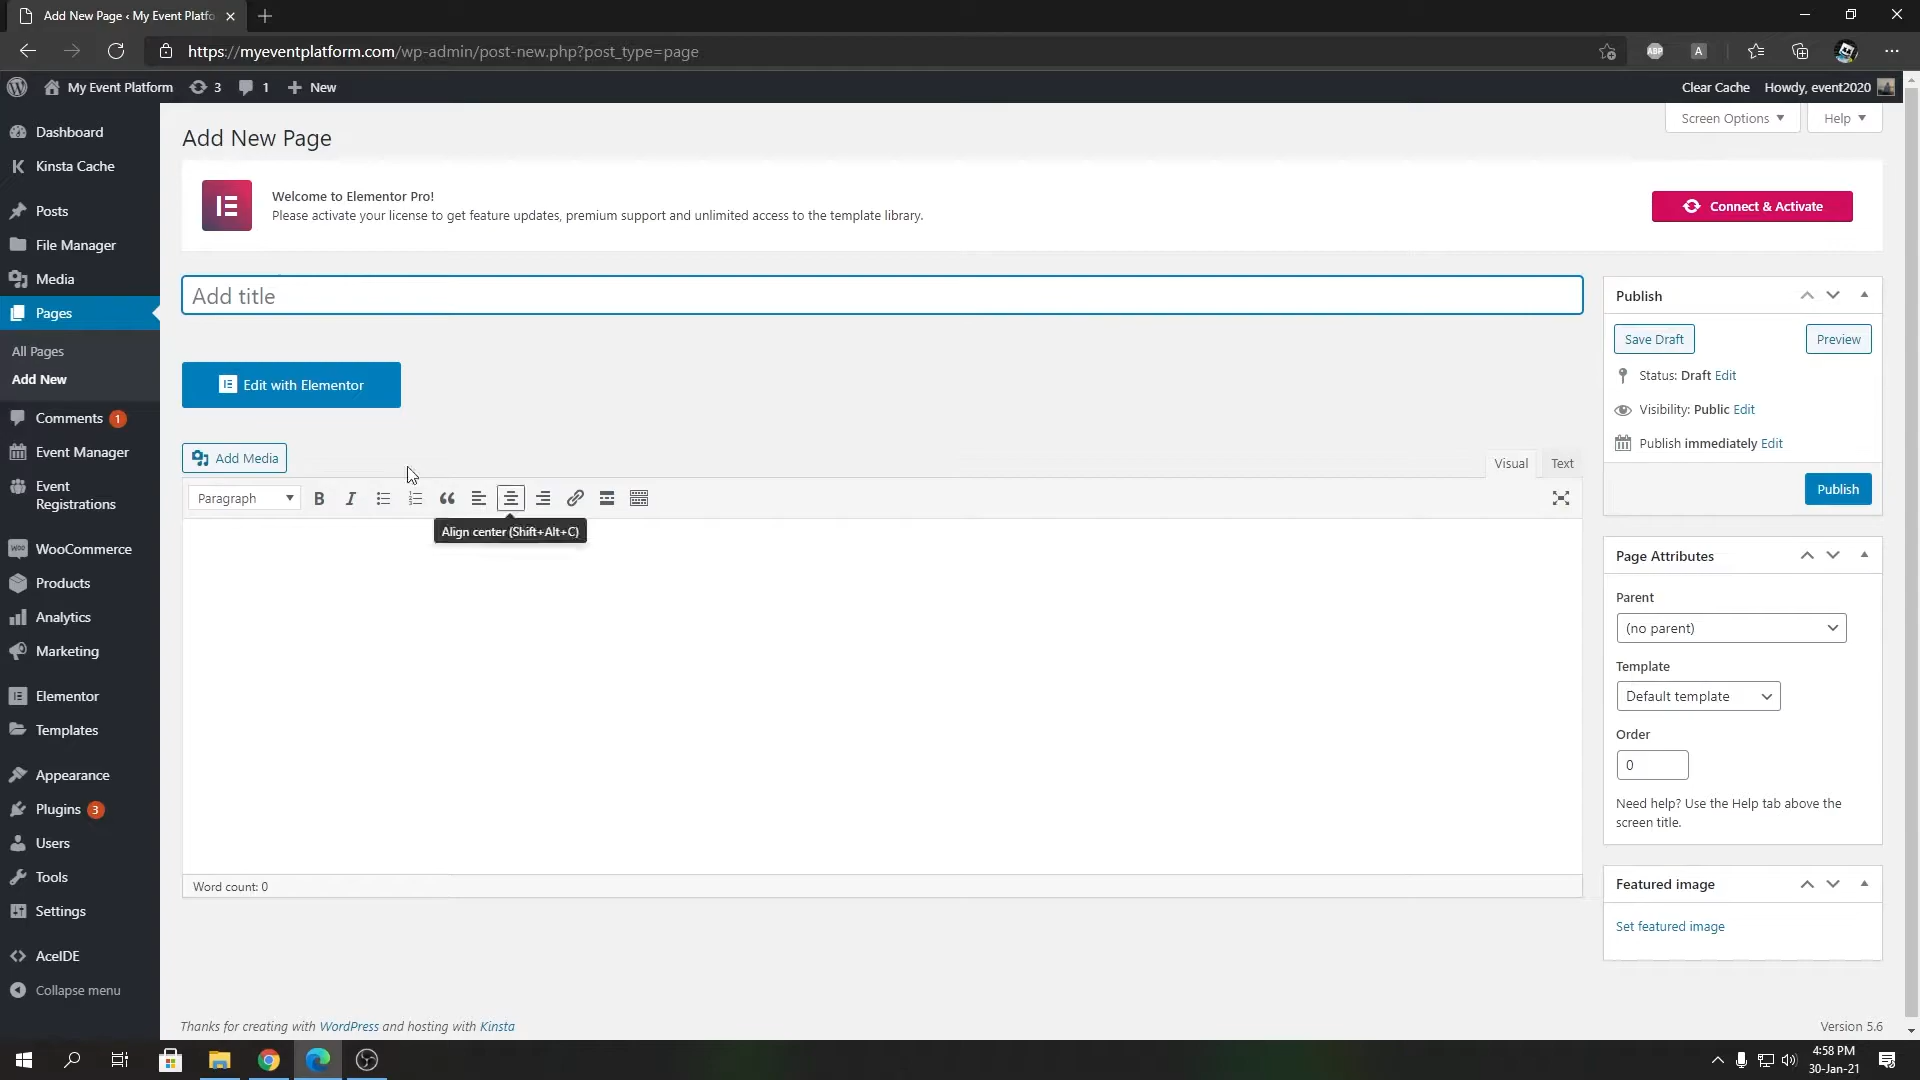 Add New Page ‹ My Event Platfo
https://myeventplatform.com/wp-admin/post-new.php?post_type=page
ABP
A
My Event Platform
3
1
New
Clear Cache
Howdy, event2020
Dashboard
Kinsta Cache
Posts
File Manager
Media
Pages
All Pages
Add New
Comments 1
Event Manager
Event
Registrations
WooCommerce
Products
Analytics
Marketing
Elementor
Templates
Appearance
Plugins 3
Users
Tools
Settings
AceIDE
Collapse menu
Screen Options
Help
Add New Page
Welcome to Elementor Pro!
Please activate your license to get feature updates, premium support and unlimited access to the template library.
Connect & Activate
Add title
Edit with Elementor
Add Media
Visual
Text
Paragraph
B
I
Align center (Shift+Alt+C)
Word count: 0
Publish
Save Draft
Preview
Status: Draft Edit
Visibility: Public Edit
Publish immediately Edit
Publish
Page Attributes
Parent
(no parent)
Template
Default template
Order
0
Need help? Use the Help tab above the
screen title.
Featured image
Set featured image
Thanks for creating with WordPress and hosting with Kinsta
Version 5.6
4:58 PM
30-Jan-21